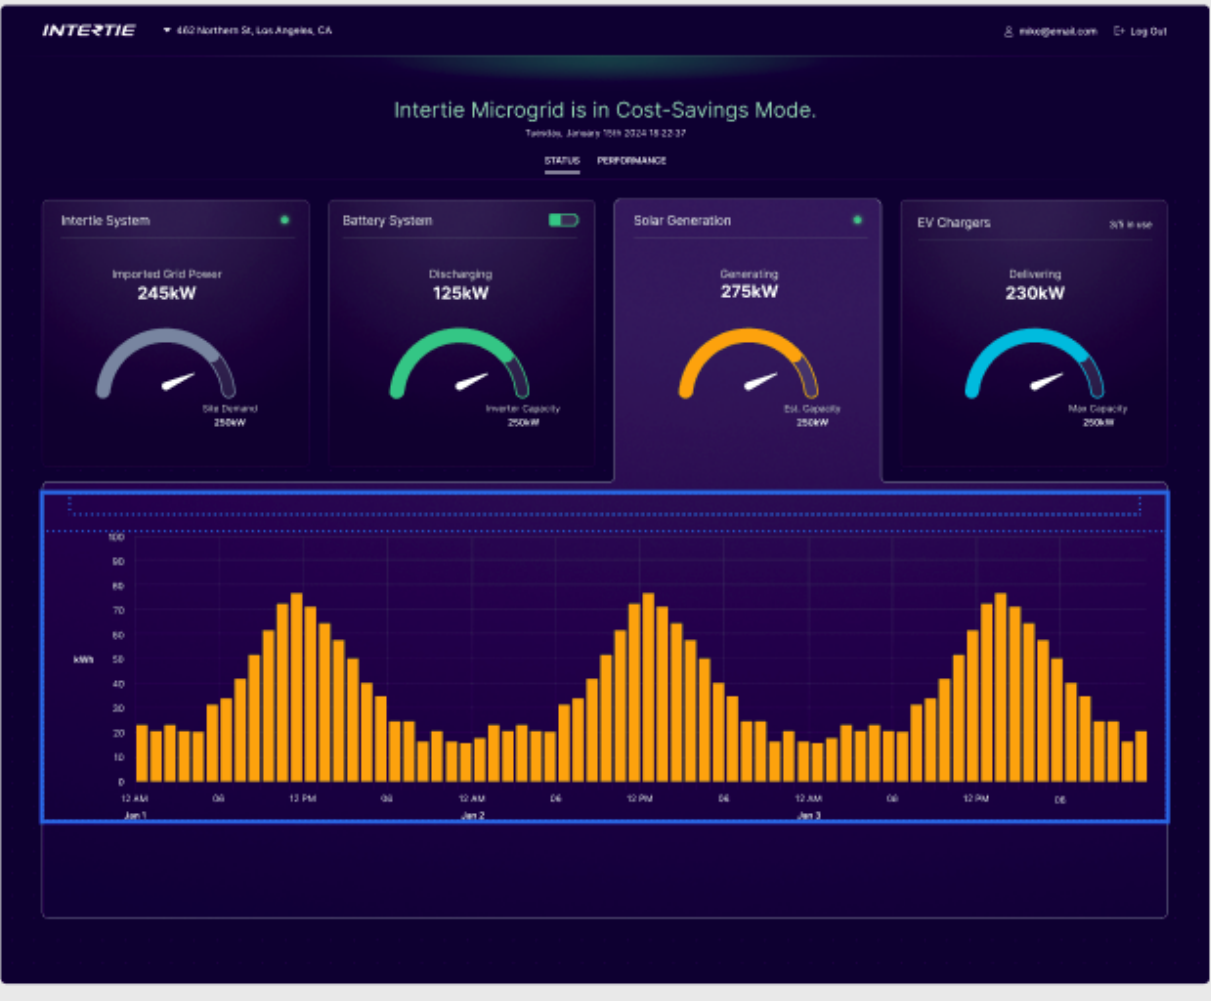 INTERTIE
462 Northern St, Los Angeles, CA
mike@email.com
Log Out
Intertie Microgrid is in Cost-Savings Mode.
Tuesday, January 15th 2024 18:22:37
STATUS PERFORMANCE
Intertie System
Imported Grid Power
245kW
Site Demand
250kW
Battery System
Discharging
125kW
Inverter Capacity
250kW
Solar Generation
Generating
275kW
Est. Capacity
250kW
EV Chargers
3/5 in use
Delivering
230kW
Max Capacity
250kW
100
90
80
70
60
kWh 50
40
30
20
10
0
12 AM 06 12 PM 06 12 AM 06 12 PM 06 12 AM 06 12 PM 06
Jan 1 Jan 2 Jan 3